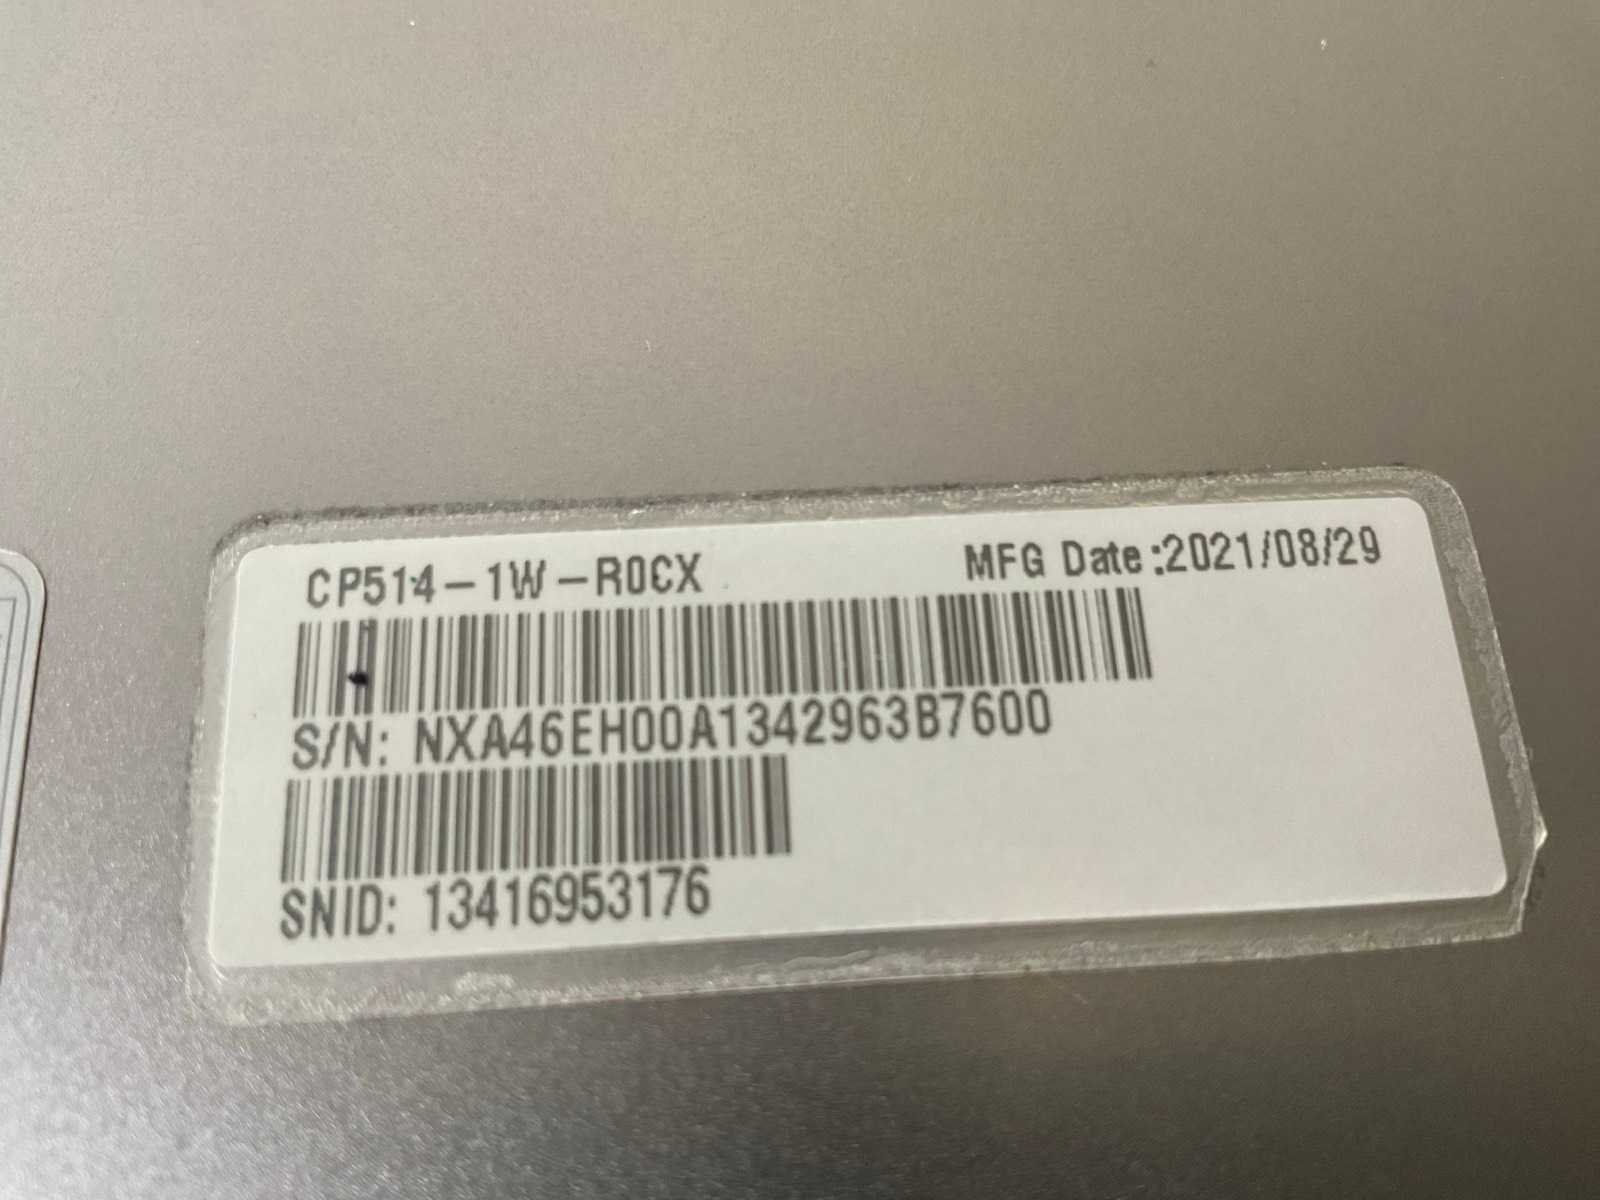 CP514-1W-R0CX MFG Date:2021/08/29
S/N: NXA46EH00A1342963B7600
SNID: 13416953176